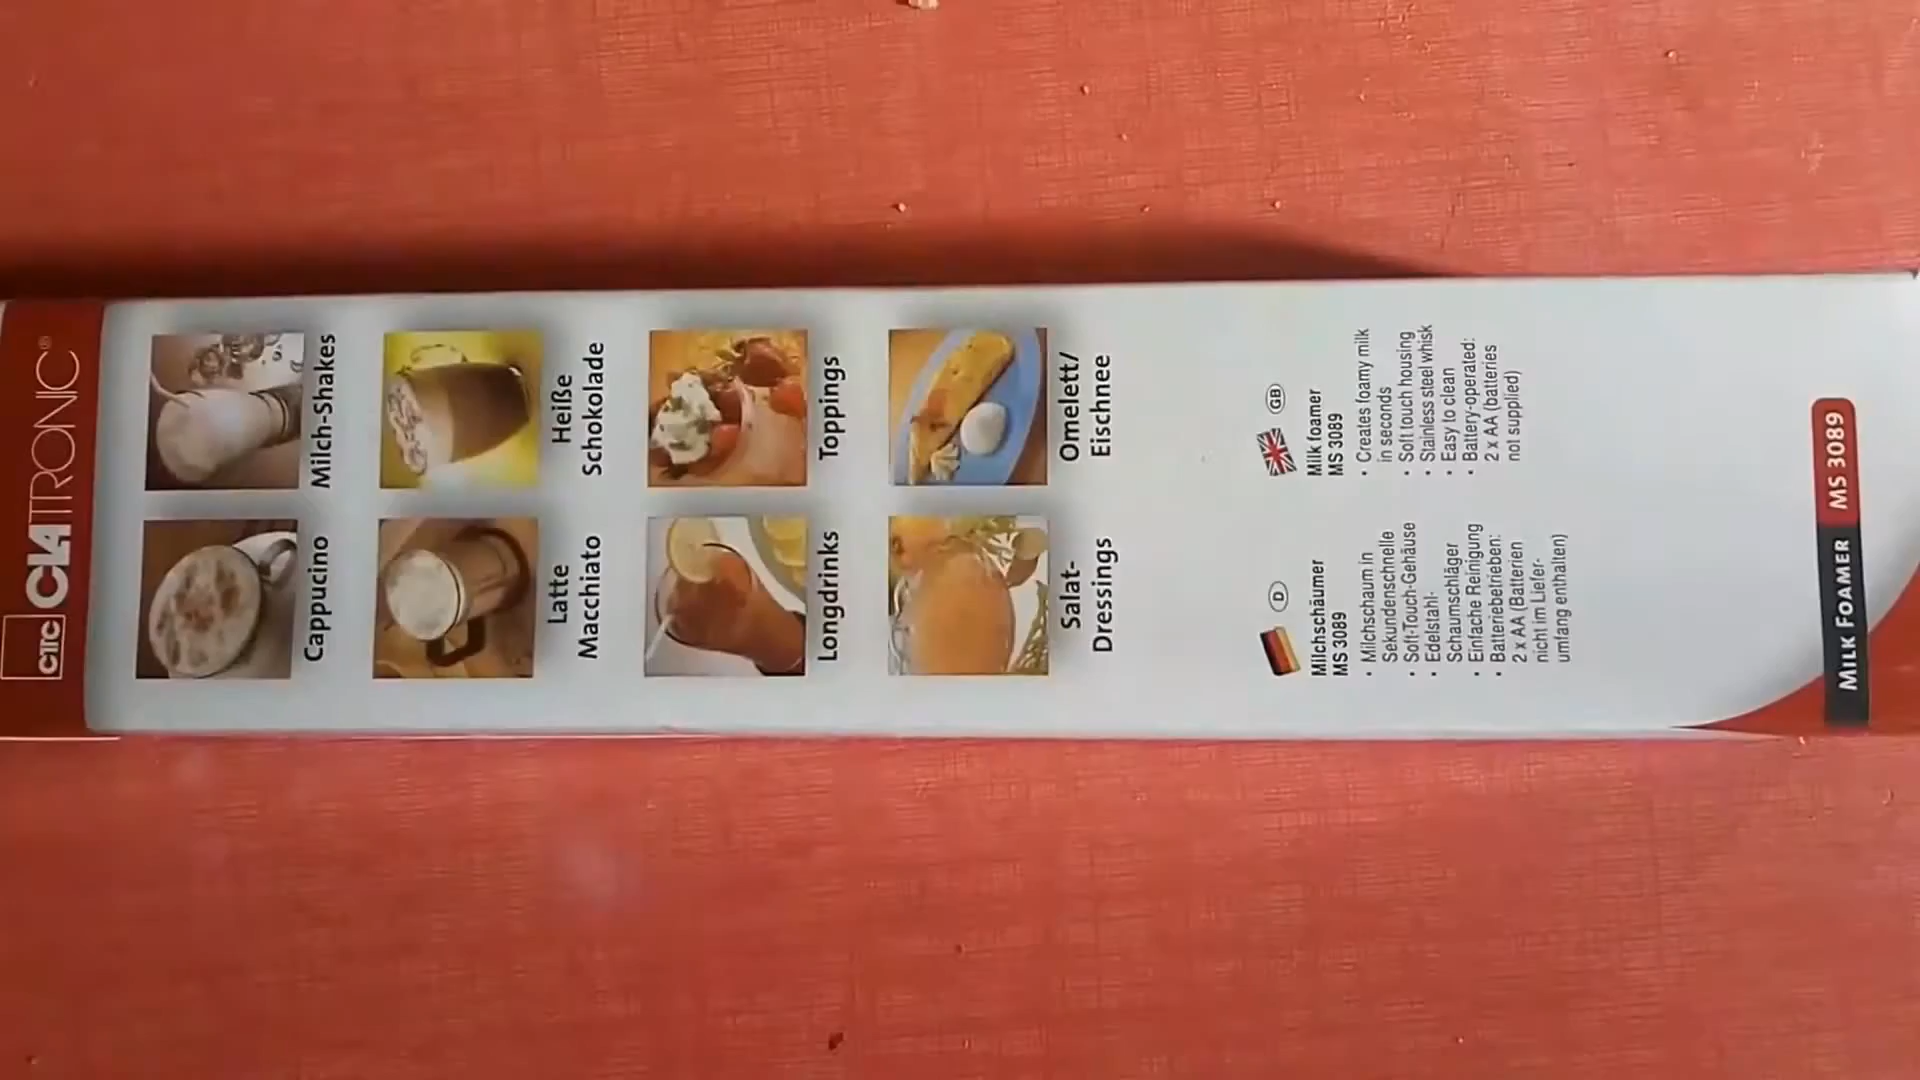 CTC CLATRONIC®
Cappucino
Milch-Shakes
Latte
Macchiato
Heiße
Schokolade
Longdrinks
Toppings
Salat-
Dressings
Omelett/
Eischnee
D
Milchschäumer
MS 3089
• Milchschaum in
Sekundenschnelle
• Soft-Touch-Gehäuse
• Edelstahl-
Schaumschläger
• Einfache Reinigung
• Batteriebetrieben:
2 x AA (Batterien
nicht im Liefer-
umfang enthalten)
GB
Milk foamer
MS 3089
• Creates foamy milk
in seconds
• Soft touch housing
• Stainless steel whisk
• Easy to clean
• Battery-operated:
2 x AA (batteries
not supplied)
MILK FOAMER MS 3089